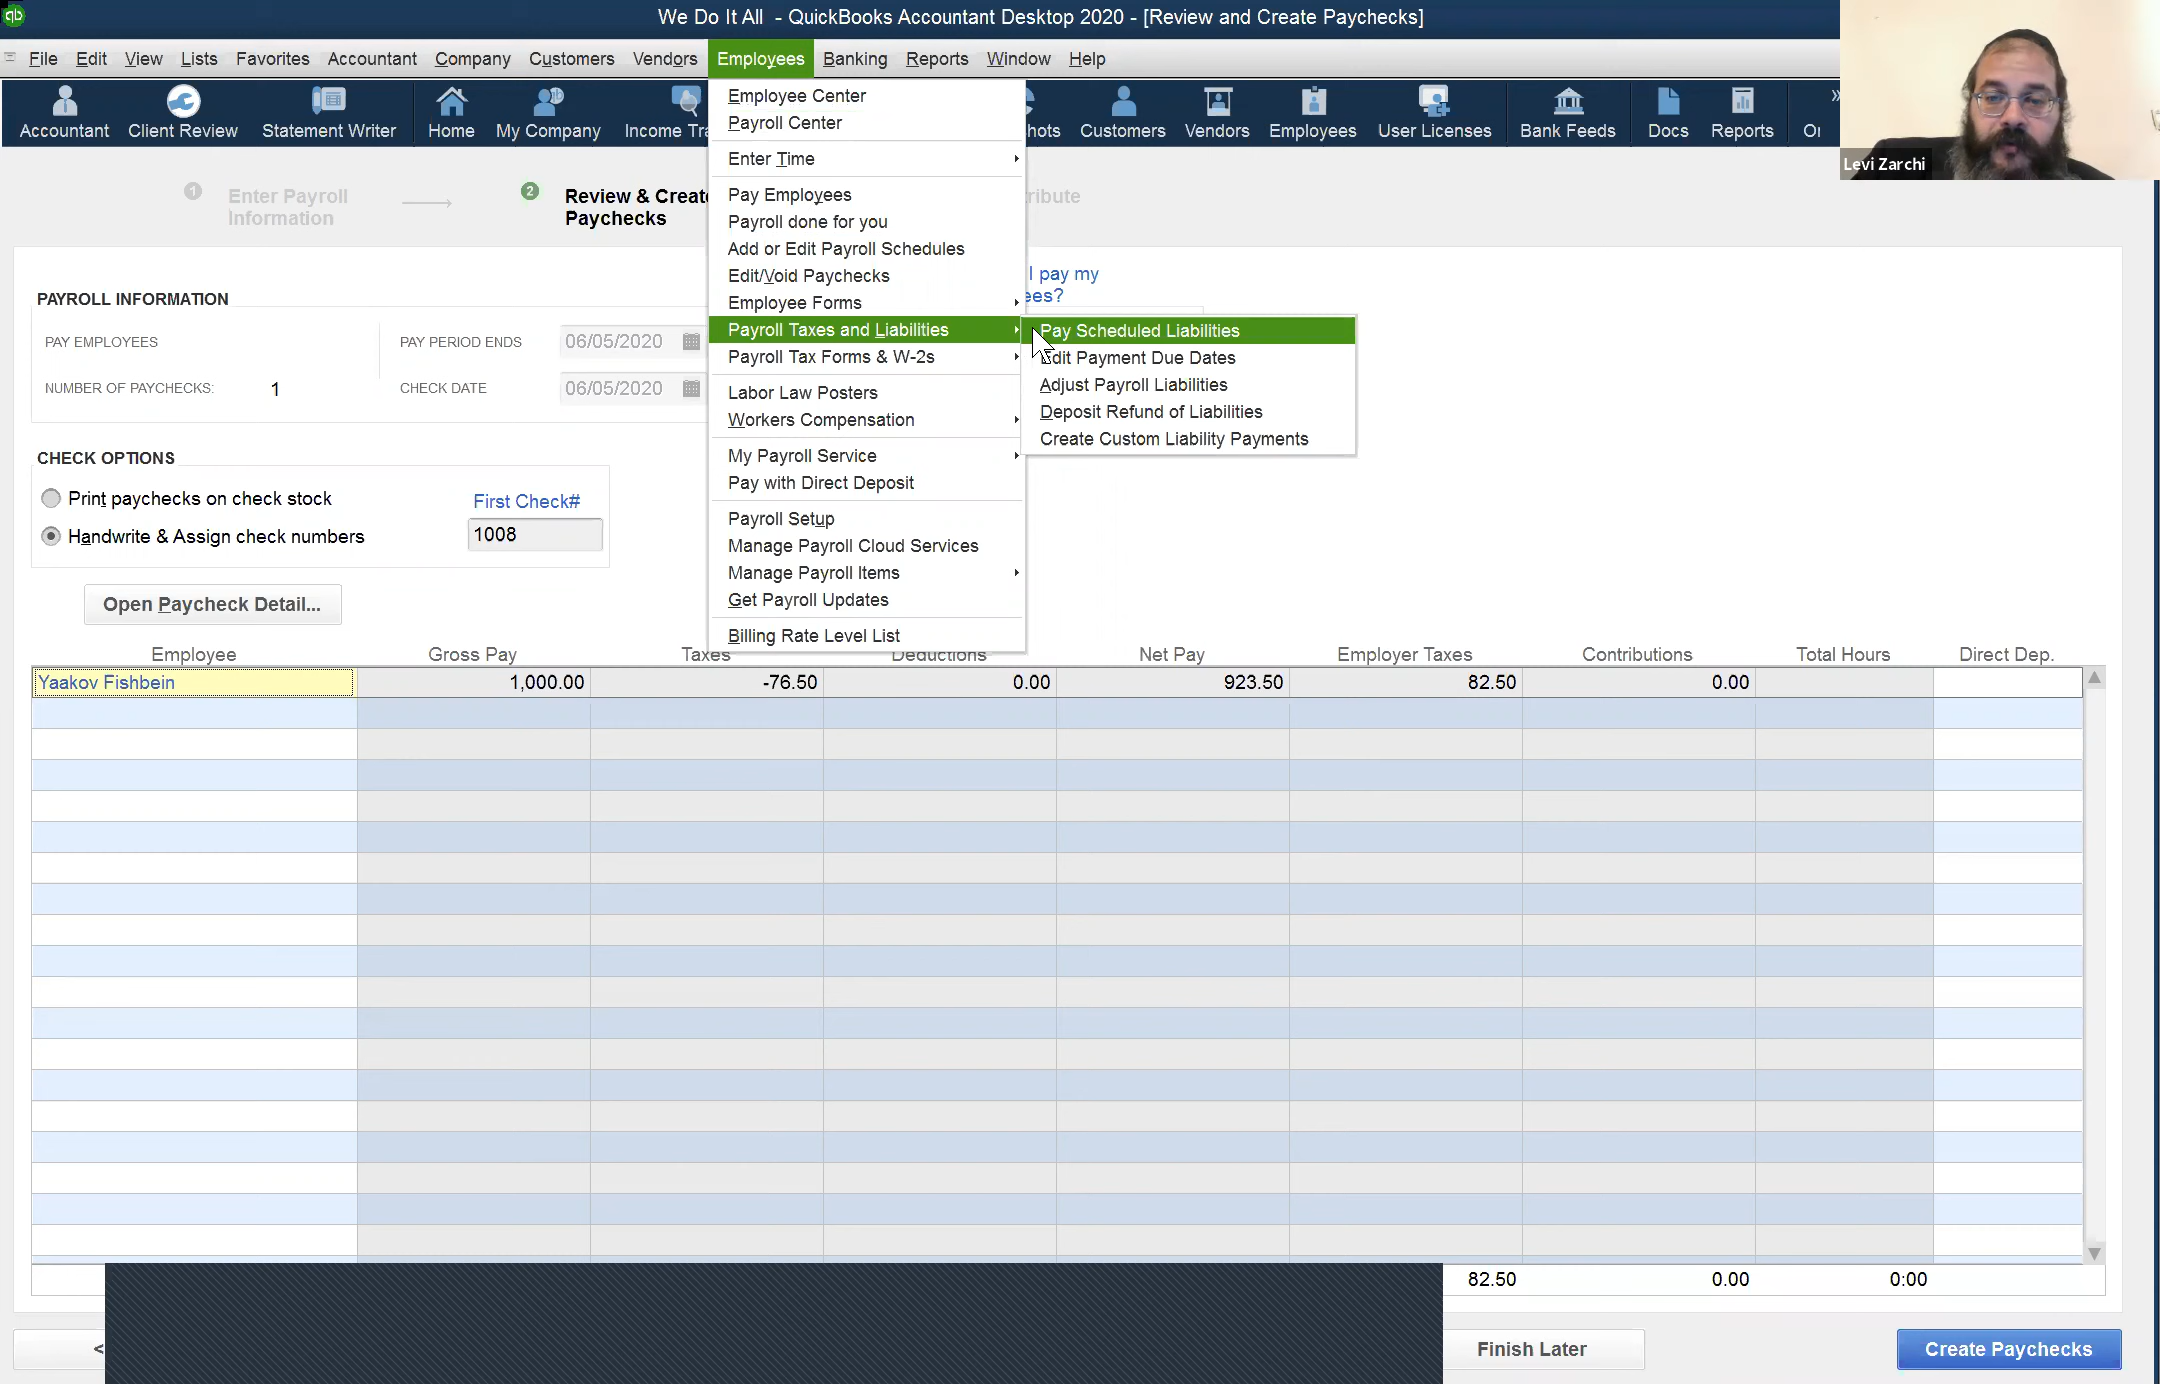 We Do It All - QuickBooks Accountant Desktop 2020 - [Review and Create Paychecks]
qb
File Edit View Lists Favorites Accountant Company Customers Vendors Employees Banking Reports Window Help
Accountant Client Review Statement Writer Home My Company Income Tra hots Customers Vendors Employees User Licenses Bank Feeds Docs Reports
Levi Zarchi
Employee Center
Payroll Center
Enter Time
Pay Employees
Payroll done for you
Add or Edit Payroll Schedules
Edit/Void Paychecks
Employee Forms
Payroll Taxes and Liabilities
Payroll Tax Forms & W-2s
Labor Law Posters
Workers Compensation
My Payroll Service
Pay with Direct Deposit
Payroll Setup
Manage Payroll Cloud Services
Manage Payroll Items
Get Payroll Updates
Billing Rate Level List
Pay Scheduled Liabilities
Edit Payment Due Dates
Adjust Payroll Liabilities
Deposit Refund of Liabilities
Create Custom Liability Payments
1 Enter Payroll
Information
2 Review & Create
Paychecks
ribute
I pay my
ees?
PAYROLL INFORMATION
PAY EMPLOYEES PAY PERIOD ENDS 06/05/2020
NUMBER OF PAYCHECKS: 1 CHECK DATE 06/05/2020
CHECK OPTIONS
Print paychecks on check stock First Check#
Handwrite & Assign check numbers 1008
Open Paycheck Detail...
Employee Gross Pay Taxes Deductions Net Pay Employer Taxes Contributions Total Hours Direct Dep.
Yaakov Fishbein 1,000.00 -76.50 0.00 923.50 82.50 0.00
82.50 0.00 0:00
< Finish Later Create Paychecks